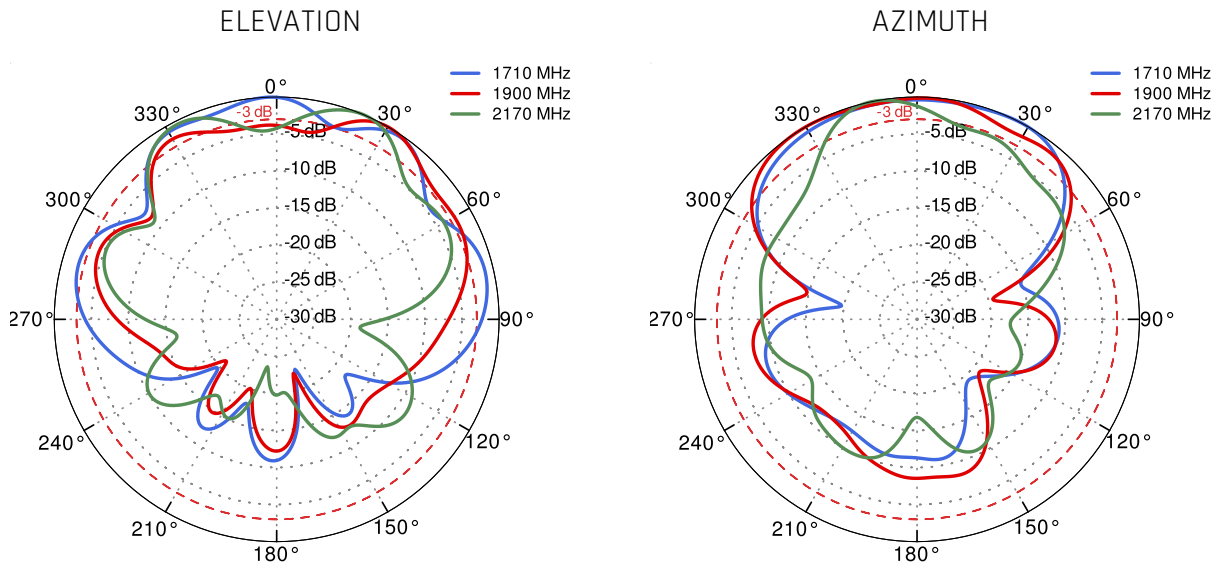 ELEVATION
1710 MHz
1900 MHz
2170 MHz
0°
30°
60°
90°
120°
150°
180°
210°
240°
270°
300°
330°
-3 dB
-5 dB
-10 dB
-15 dB
-20 dB
-25 dB
-30 dB
AZIMUTH
1710 MHz
1900 MHz
2170 MHz
0°
30°
60°
90°
120°
150°
180°
210°
240°
270°
300°
330°
-3 dB
-5dB
-10 dB
-15 dB
-20 dB
-25 dB
-30 dB